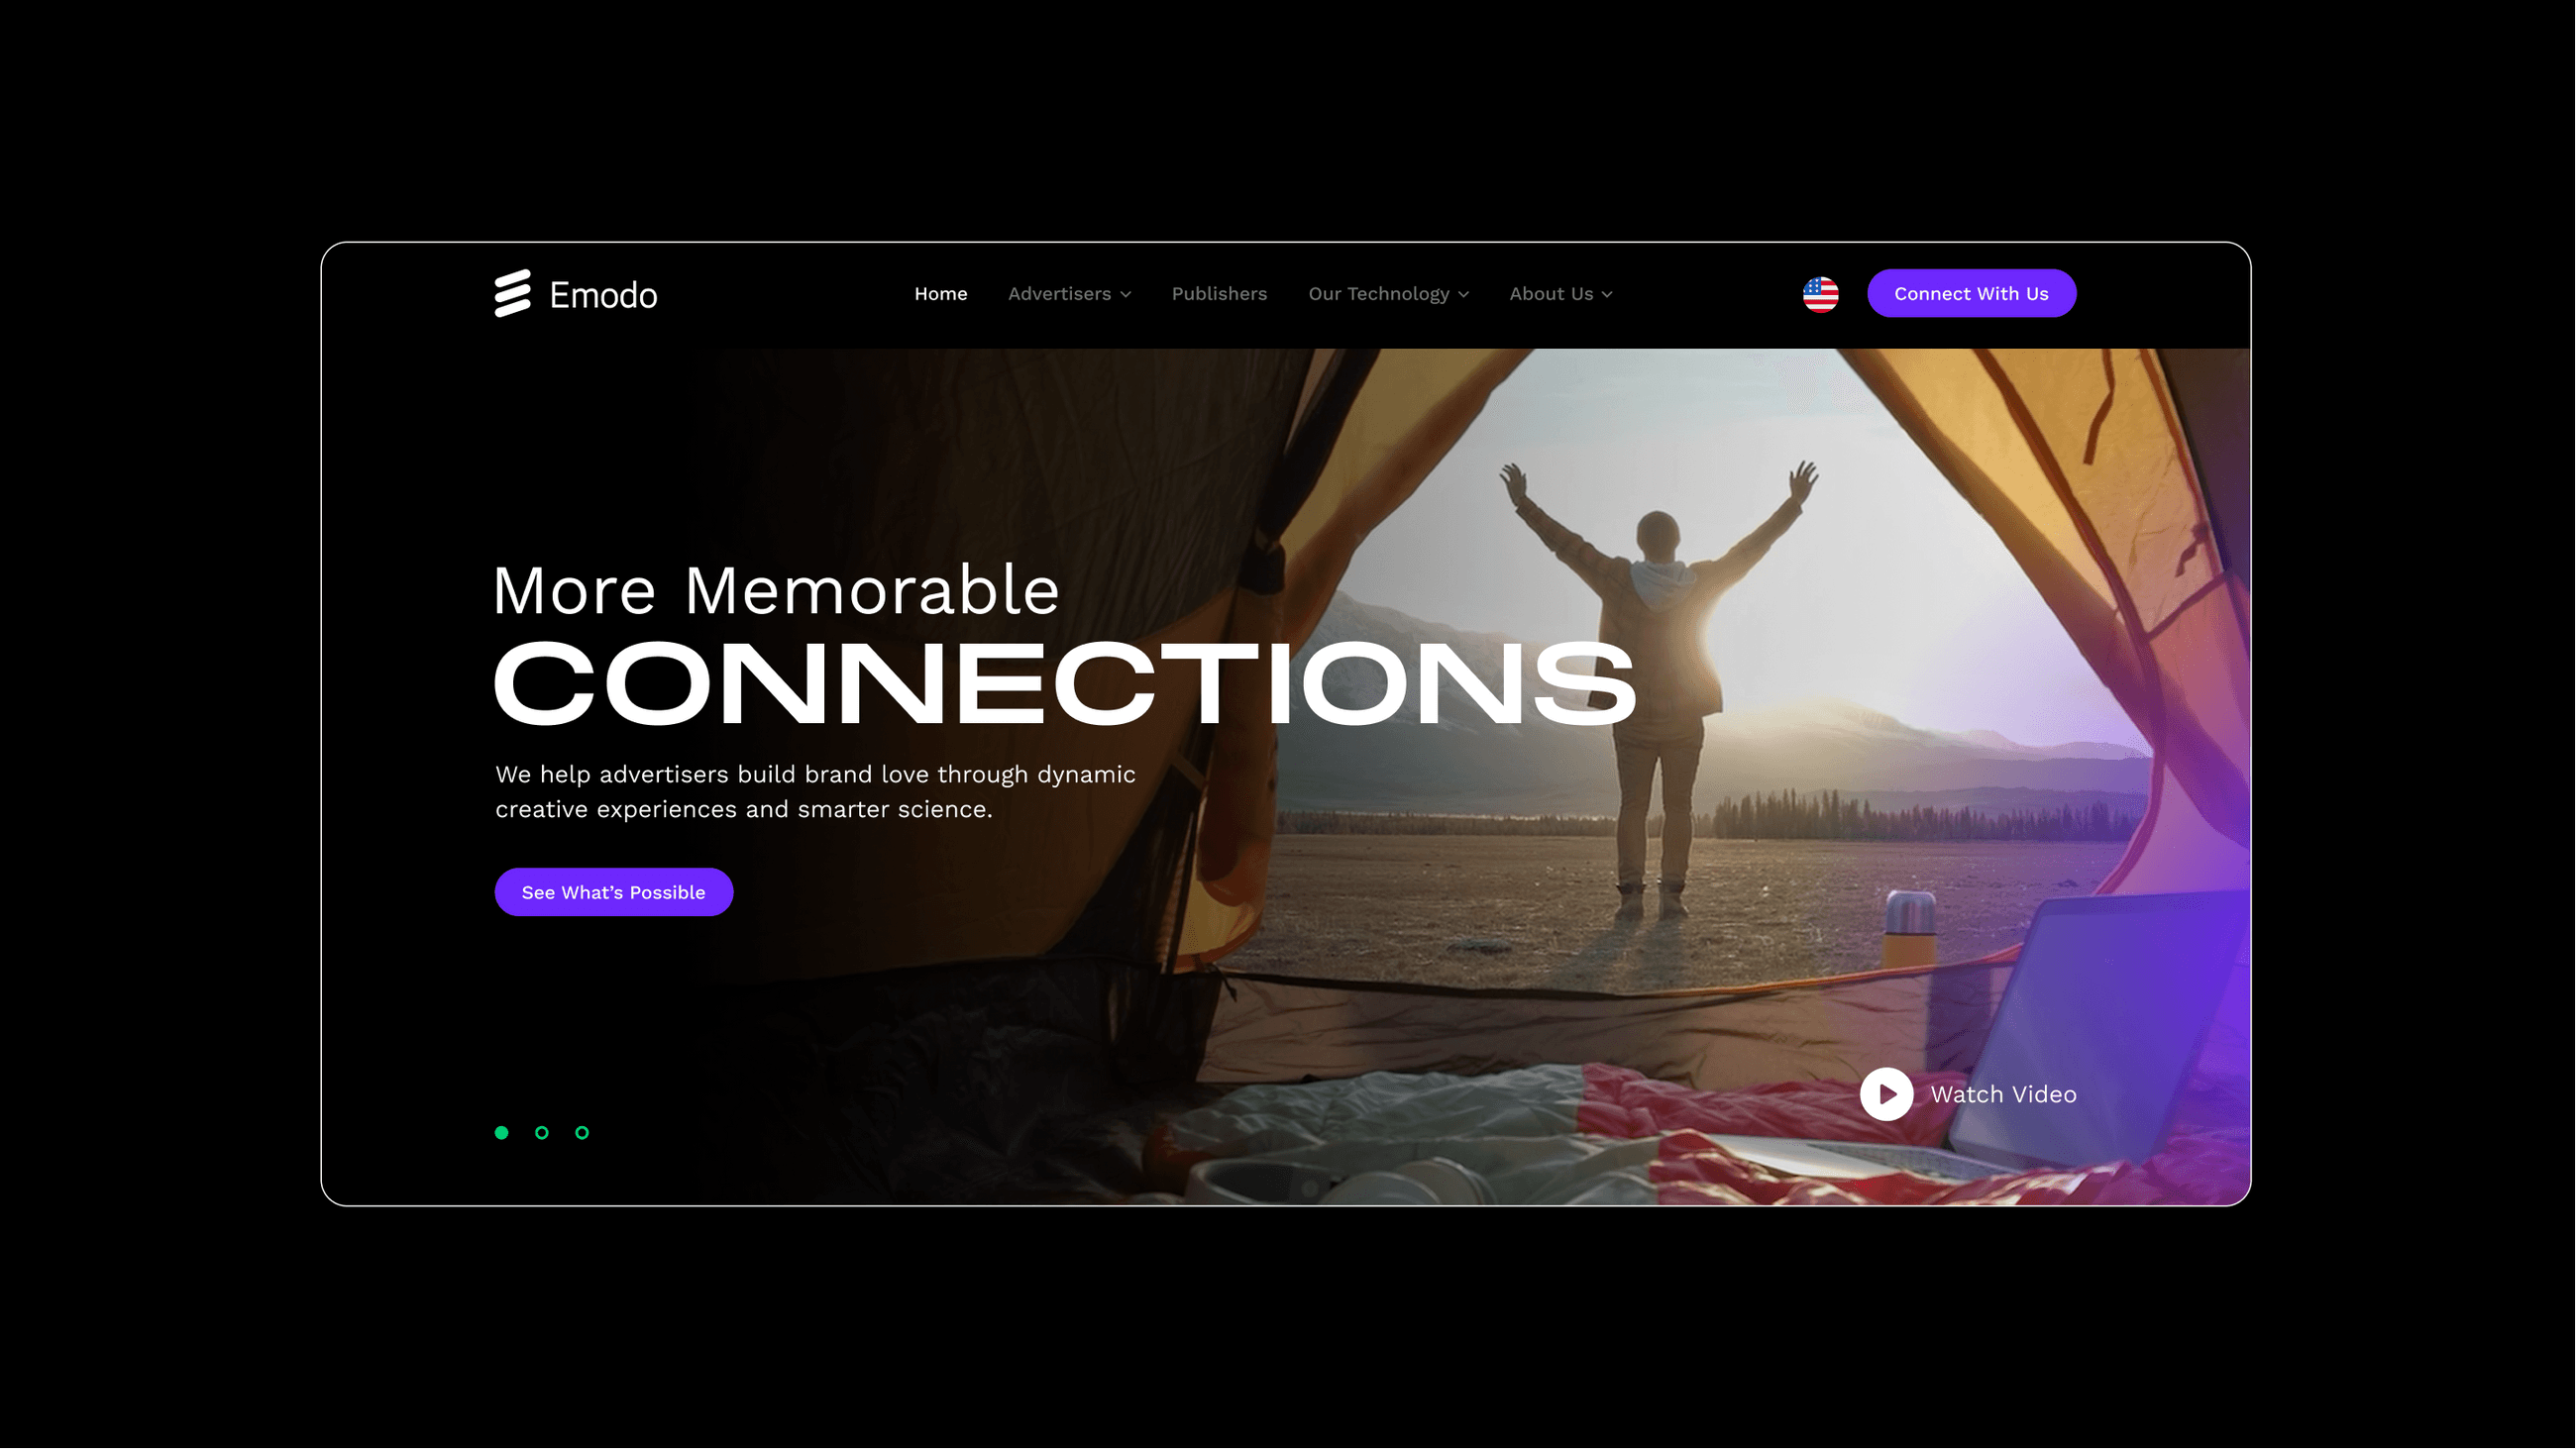 Emodo
Home
Advertisers
Publishers
Our Technology
About Us
Connect With Us
More Memorable
CONNECTIONS
We help advertisers build brand love through dynamic
creative experiences and smarter science.
See What’s Possible
Watch Video